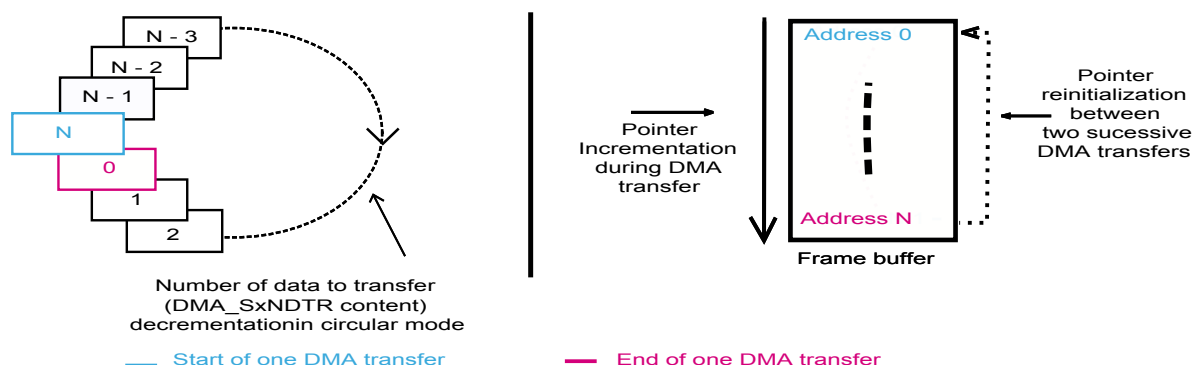 N - 3
N - 2
N - 1
N
0
1
2
Number of data to transfer
(DMA_SxNDTR content)
decrementationin circular mode
Pointer
Incrementation
during DMA
transfer
Address 0
Address N
Frame buffer
Pointer
reinitialization
between
two sucessive
DMA transfers
Start of one DMA transfer
End of one DMA transfer